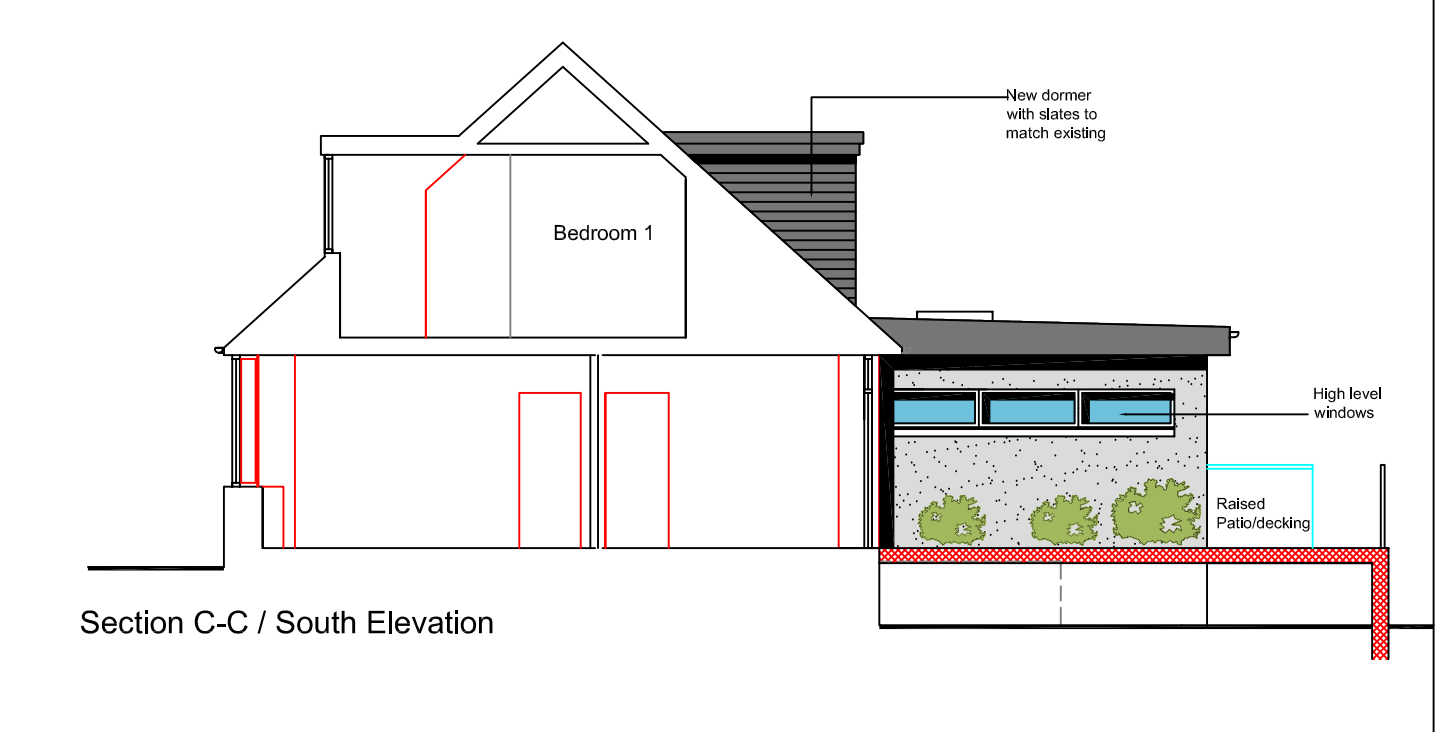 New dormer
with slates to
match existing
Bedroom 1
High level
windows
Raised
Patio/decking
Section C-C / South Elevation